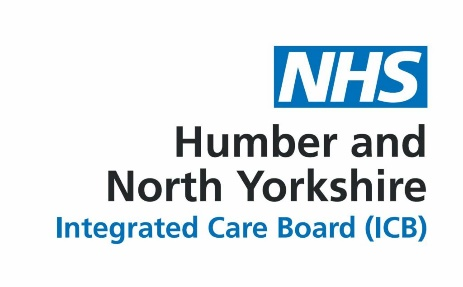 NHS
Humber and
North Yorkshire
Integrated Care Board (ICB)